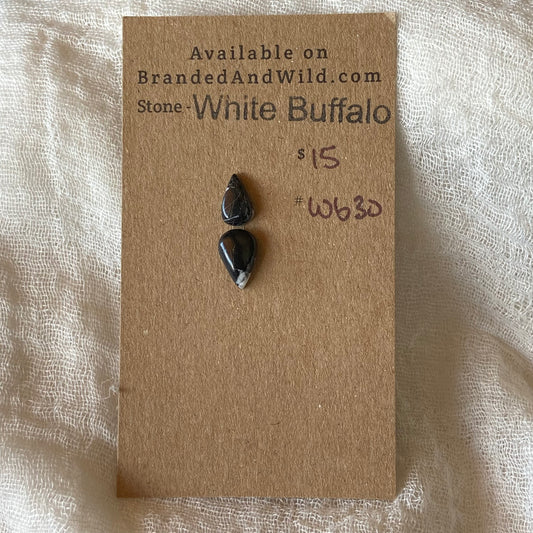 Available on
BrandedAndWild.com
Stone-White Buffalo
$15
#Wb30